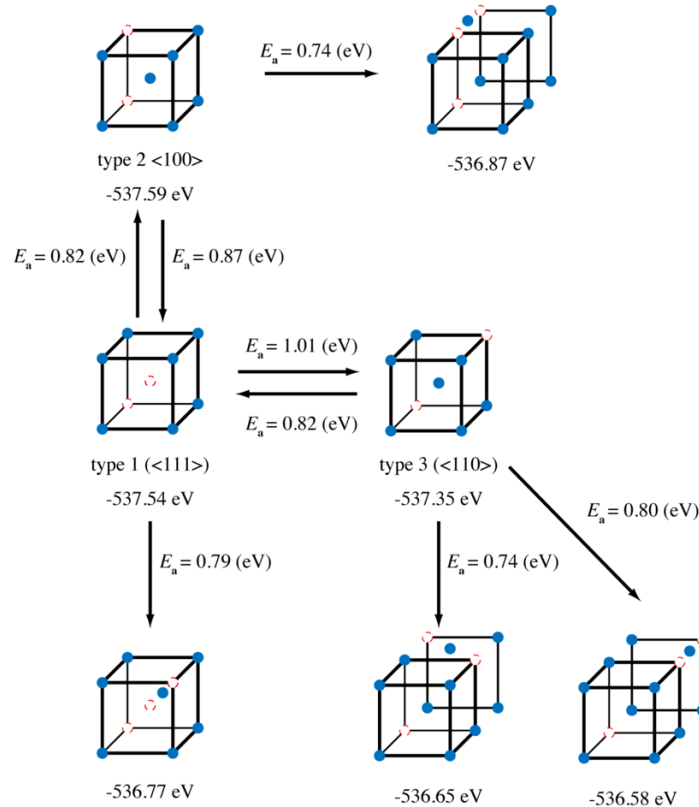 E_a = 0.74 (eV)
type 2 <100>
-537.59 eV
-536.87 eV
E_a = 0.82 (eV)
E_a = 0.87 (eV)
E_a = 1.01 (eV)
E_a = 0.82 (eV)
type 1 (<111>)
-537.54 eV
type 3 (<110>)
-537.35 eV
E_a = 0.79 (eV)
E_a = 0.74 (eV)
E_a = 0.80 (eV)
-536.77 eV
-536.65 eV
-536.58 eV